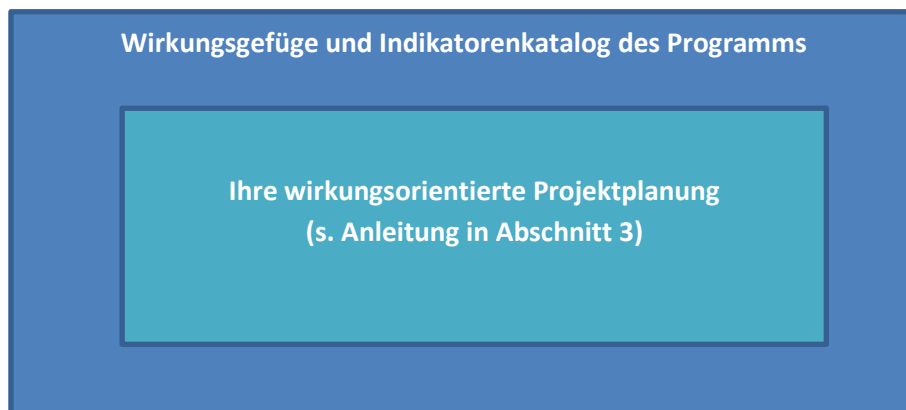 Wirkungsgefüge und Indikatorenkatalog des Programms
Ihre wirkungsorientierte Projektplanung
(s. Anleitung in Abschnitt 3)